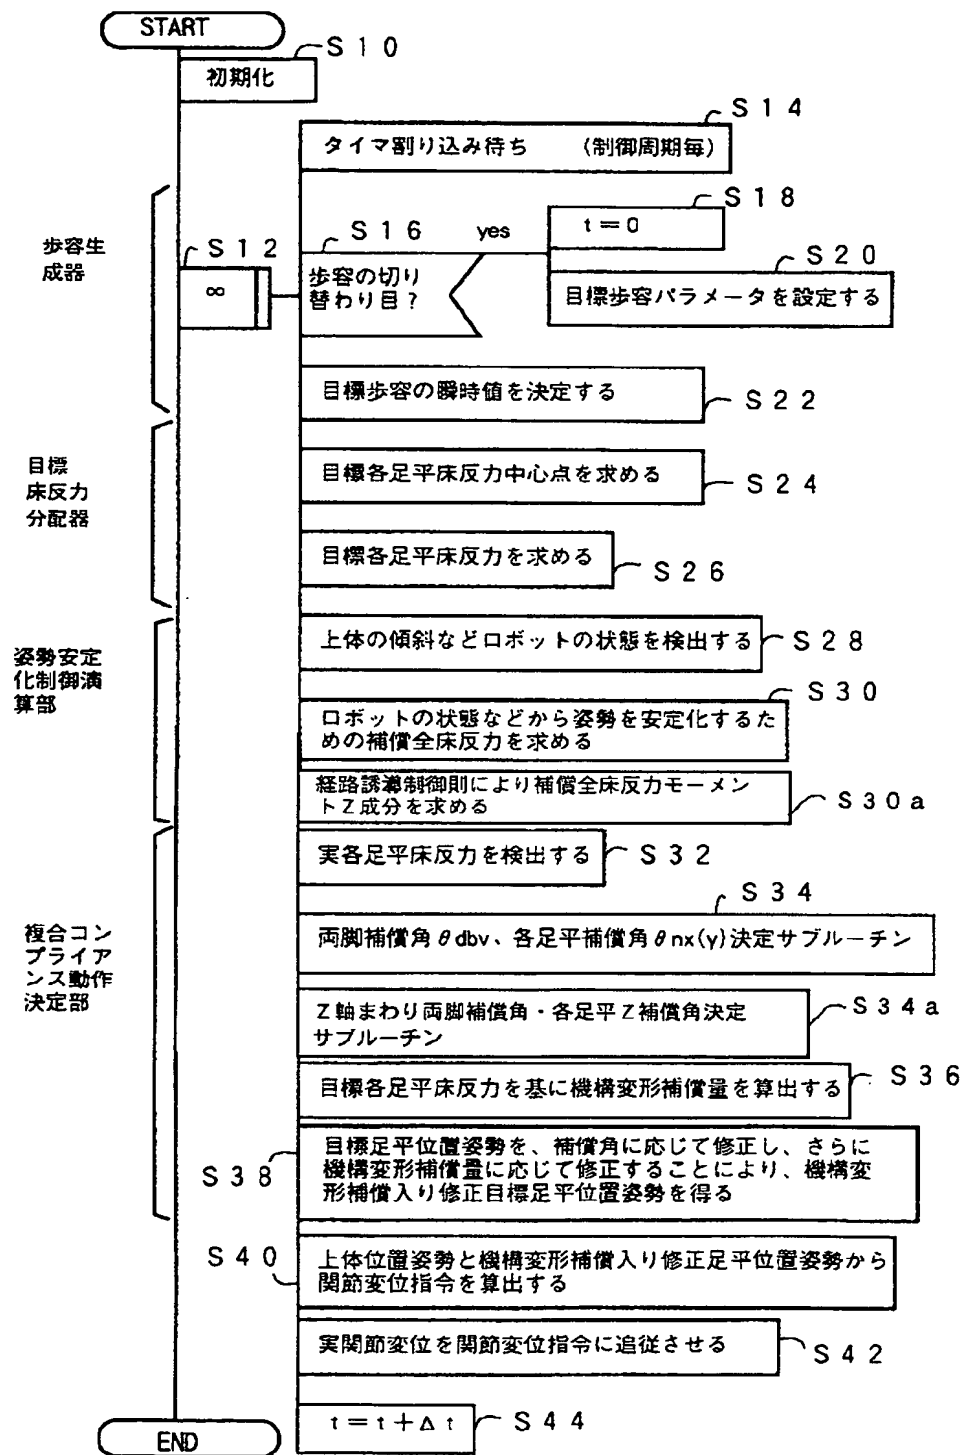 START
S10
初期化
S14
タイマ割り込み待ち (制御周期毎)
S18
t=0
S16
yes
歩容生
成器
S12
∞
歩容の切り
替わり目?
S20
目標歩容パラメータを設定する
目標歩容の瞬時値を決定する
S22
目標
床反力
分配器
目標各足平床反力中心点を求める
S24
目標各足平床反力を求める
S26
姿勢安定
化制御演
算部
上体の傾斜などロボットの状態を検出する
S28
S30
ロボットの状態などから姿勢を安定化するた
めの補償全床反力を求める
経路誘導制御則により補償全床反力モーメン
トZ成分を求める
S30a
実各足平床反力を検出する
S32
複合コン
プライア
ンス動作
決定部
S34
両脚補償角θdbv、各足平補償角θnx(y)決定サブルーチン
Z軸まわり両脚補償角・各足平Z補償角決定
サブルーチン
S34a
目標各足平床反力を基に機構変形補償量を算出する
S36
S38
目標足平位置姿勢を、補償角に応じて修正し、さらに
機構変形補償量に応じて修正することにより、機構変
形補償入り修正目標足平位置姿勢を得る
S40
上体位置姿勢と機構変形補償入り修正足平位置姿勢から
関節変位指令を算出する
実関節変位を関節変位指令に追従させる
S42
t=t+Δt
S44
END